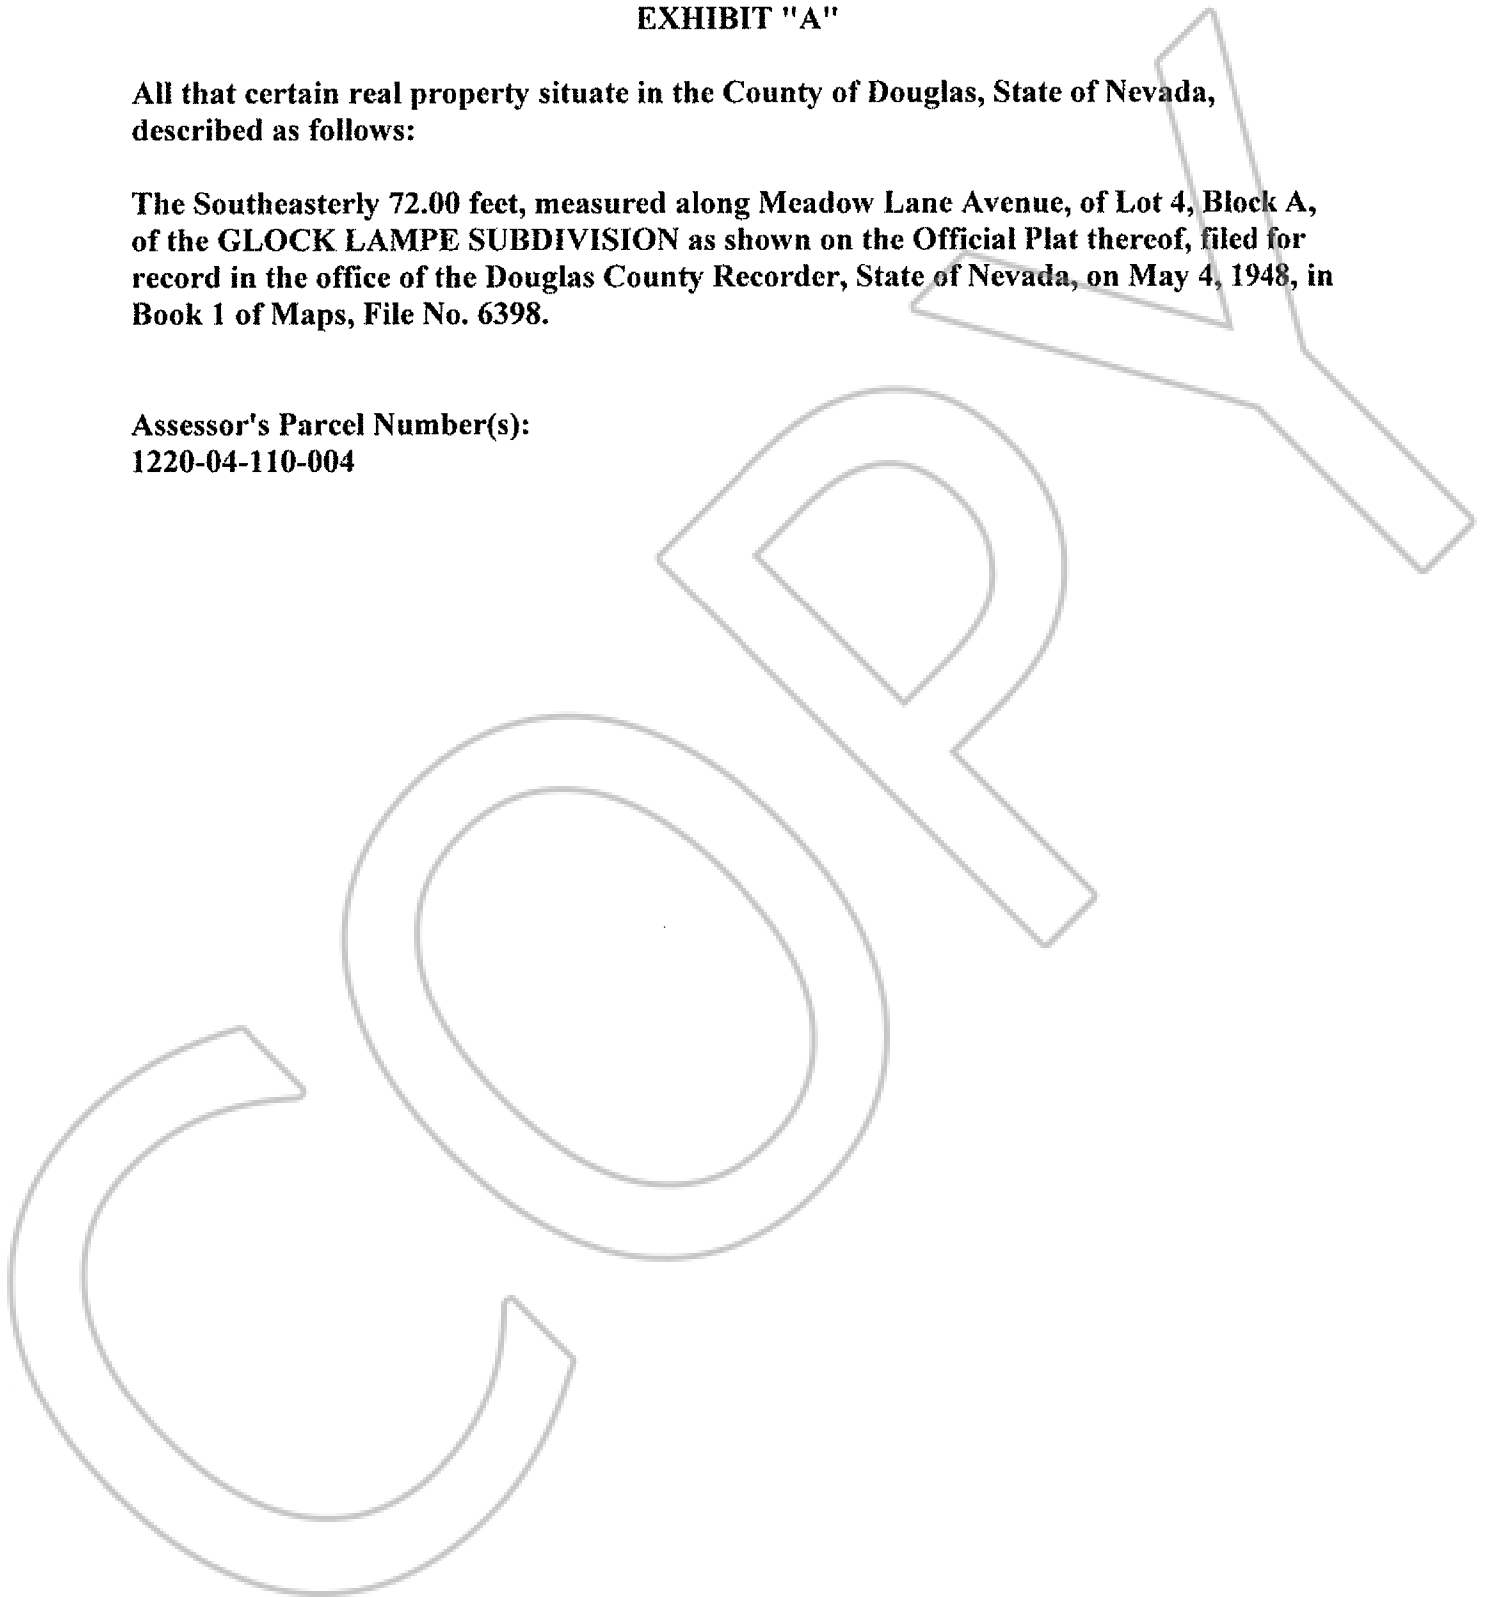 EXHIBIT "A"
All that certain real property situate in the County of Douglas, State of Nevada,
described as follows:
The Southeasterly 72.00 feet, measured along Meadow Lane Avenue, of Lot 4, Block A,
of the GLOCK LAMPE SUBDIVISION as shown on the Official Plat thereof, filed for
record in the office of the Douglas County Recorder, State of Nevada, on May 4, 1948, in
Book 1 of Maps, File No. 6398.
Assessor's Parcel Number(s):
1220-04-110-004
COPY